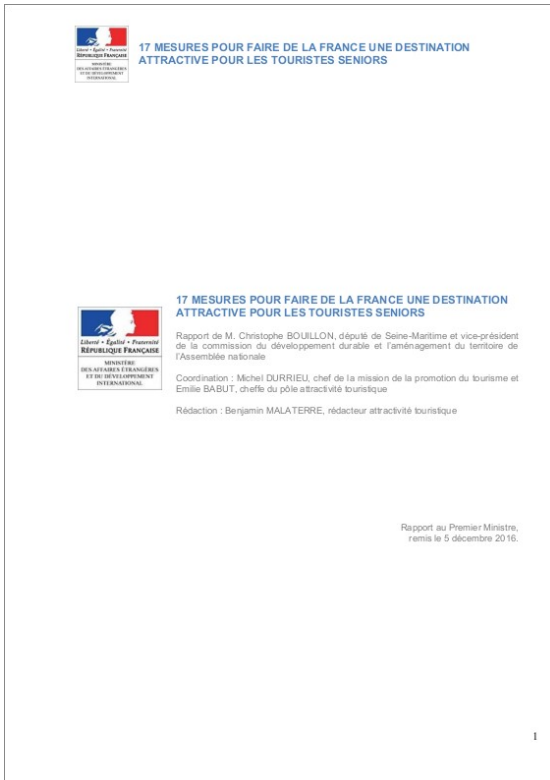 17 MESURES POUR FAIRE DE LA FRANCE UNE DESTINATION
ATTRACTIVE POUR LES TOURISTES SENIORS
Liberté • Égalité • Fraternité
RÉPUBLIQUE FRANÇAISE
MINISTÈRE
DES AFFAIRES ÉTRANGÈRES
ET DU DÉVELOPPEMENT
INTERNATIONAL
17 MESURES POUR FAIRE DE LA FRANCE UNE DESTINATION
ATTRACTIVE POUR LES TOURISTES SENIORS
Liberté • Égalité • Fraternité
RÉPUBLIQUE FRANÇAISE
MINISTÈRE
DES AFFAIRES ÉTRANGÈRES
ET DU DÉVELOPPEMENT
INTERNATIONAL
Rapport de M. Christophe BOUILLON, député de Seine-Maritime et vice-président
de la commission du développement durable et l'aménagement du territoire de
l'Assemblée nationale
Coordination : Michel DURRIEU, chef de la mission de la promotion du tourisme et
Emilie BABUT, cheffe du pôle attractivité touristique
Rédaction : Benjamin MALATERRE, rédacteur attractivité touristique
Rapport au Premier Ministre,
remis le 5 décembre 2016.
1